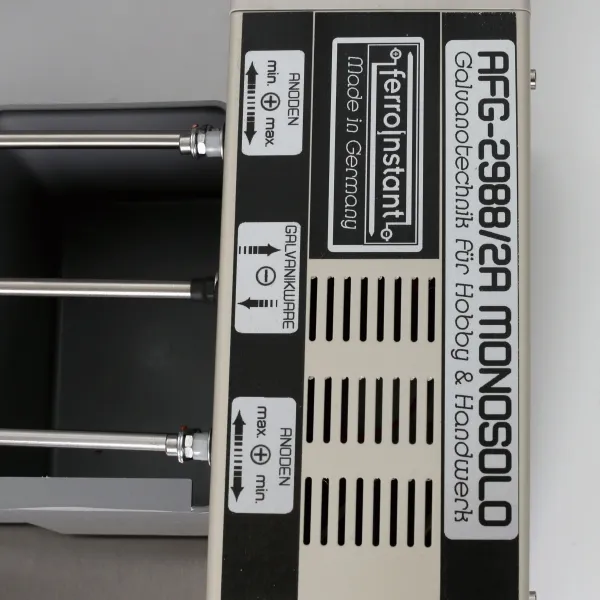 AFG-2988/2A MONOSOLO
Galvanotechnik für Hobby & Handwerk
ferroinstant
Made in Germany
ANODEN
min. + max.
GALVANIKWARE
−
ANODEN
max. + min.